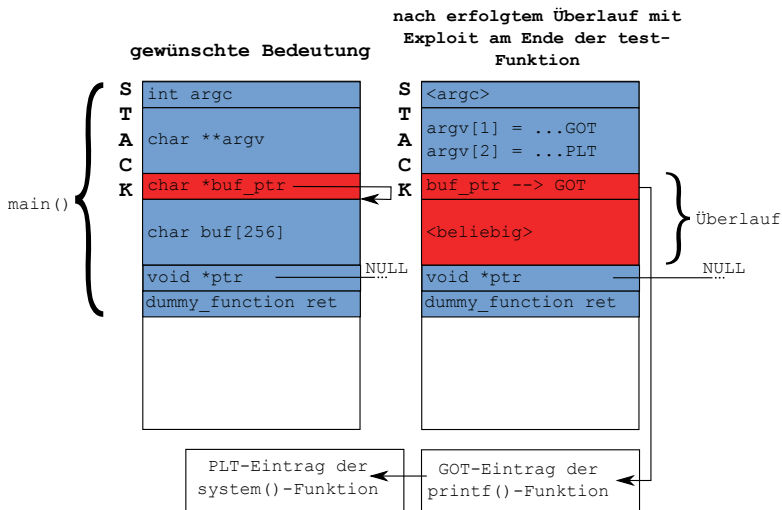 nach erfolgtem Überlauf mit
Exploit am Ende der test-
Funktion
gewünschte Bedeutung
S
T
A
C
K
int argc
char **argv
char *buf_ptr
char buf[256]
void *ptr
NULL
dummy_function ret
main()
S
T
A
C
K
<argc>
argv[1] = ...GOT
argv[2] = ...PLT
buf_ptr --> GOT
<beliebig>
Überlauf
void *ptr
NULL
dummy_function ret
PLT-Eintrag der
system()-Funktion
GOT-Eintrag der
printf()-Funktion